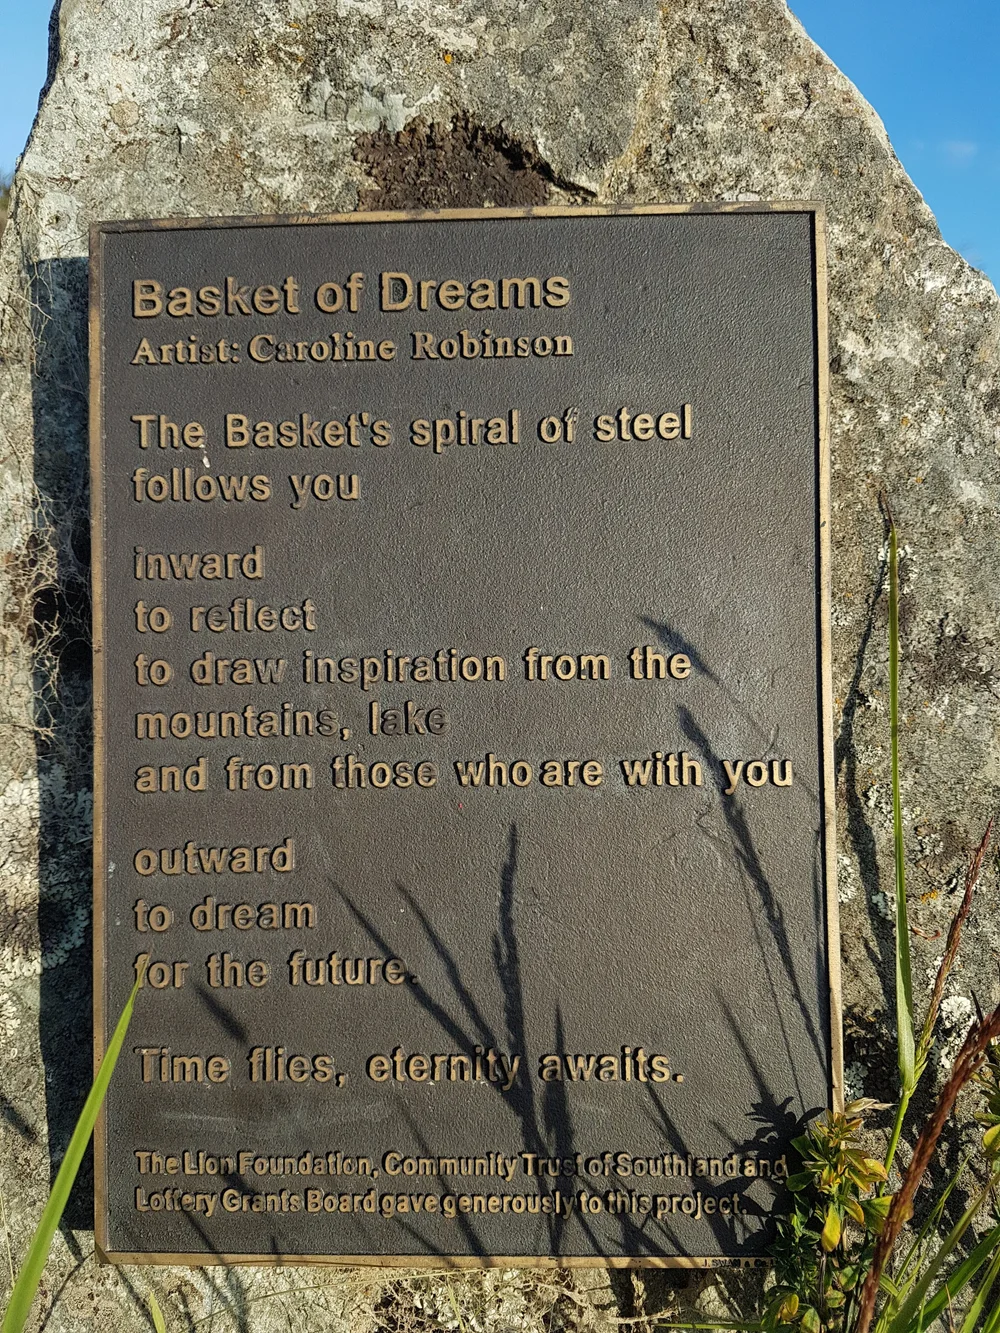 Basket of Dreams
Artist: Caroline Robinson
The Basket's spiral of steel
follows you
inward
to reflect
to draw inspiration from the
mountains, lake
and from those who are with you
outward
to dream
for the future.
Time flies, eternity awaits.
The Lion Foundation, Community Trust of Southland and
Lottery Grants Board gave generously to this project.
J. SWAN & Co.